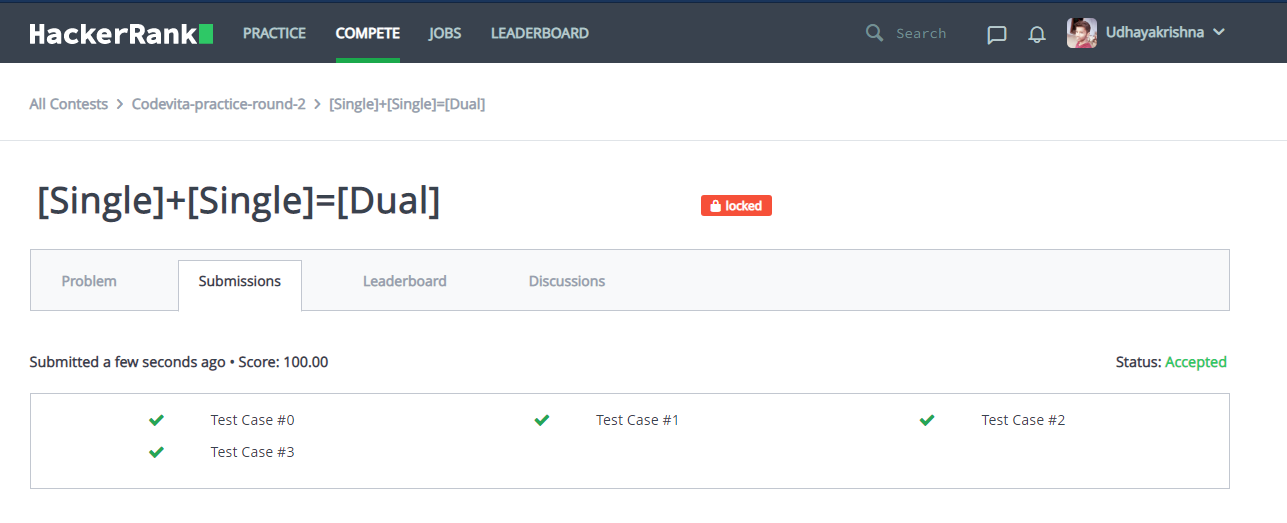 HackerRank PRACTICE COMPETE JOBS LEADERBOARD Search Udhayakrishna
All Contests > Codevita-practice-round-2 > [Single]+[Single]=[Dual]
[Single]+[Single]=[Dual] locked
Problem Submissions Leaderboard Discussions
Submitted a few seconds ago • Score: 100.00 Status: Accepted
Test Case #0 Test Case #1 Test Case #2
Test Case #3